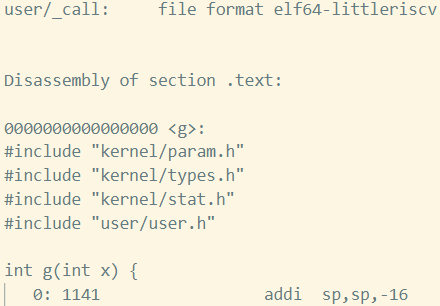 user/_call:     file format elf64-littleriscv
Disassembly of section .text:
0000000000000000 <g>:
#include "kernel/param.h"
#include "kernel/types.h"
#include "kernel/stat.h"
#include "user/user.h"
int g(int x) {
   0: 1141                 addi  sp,sp,-16